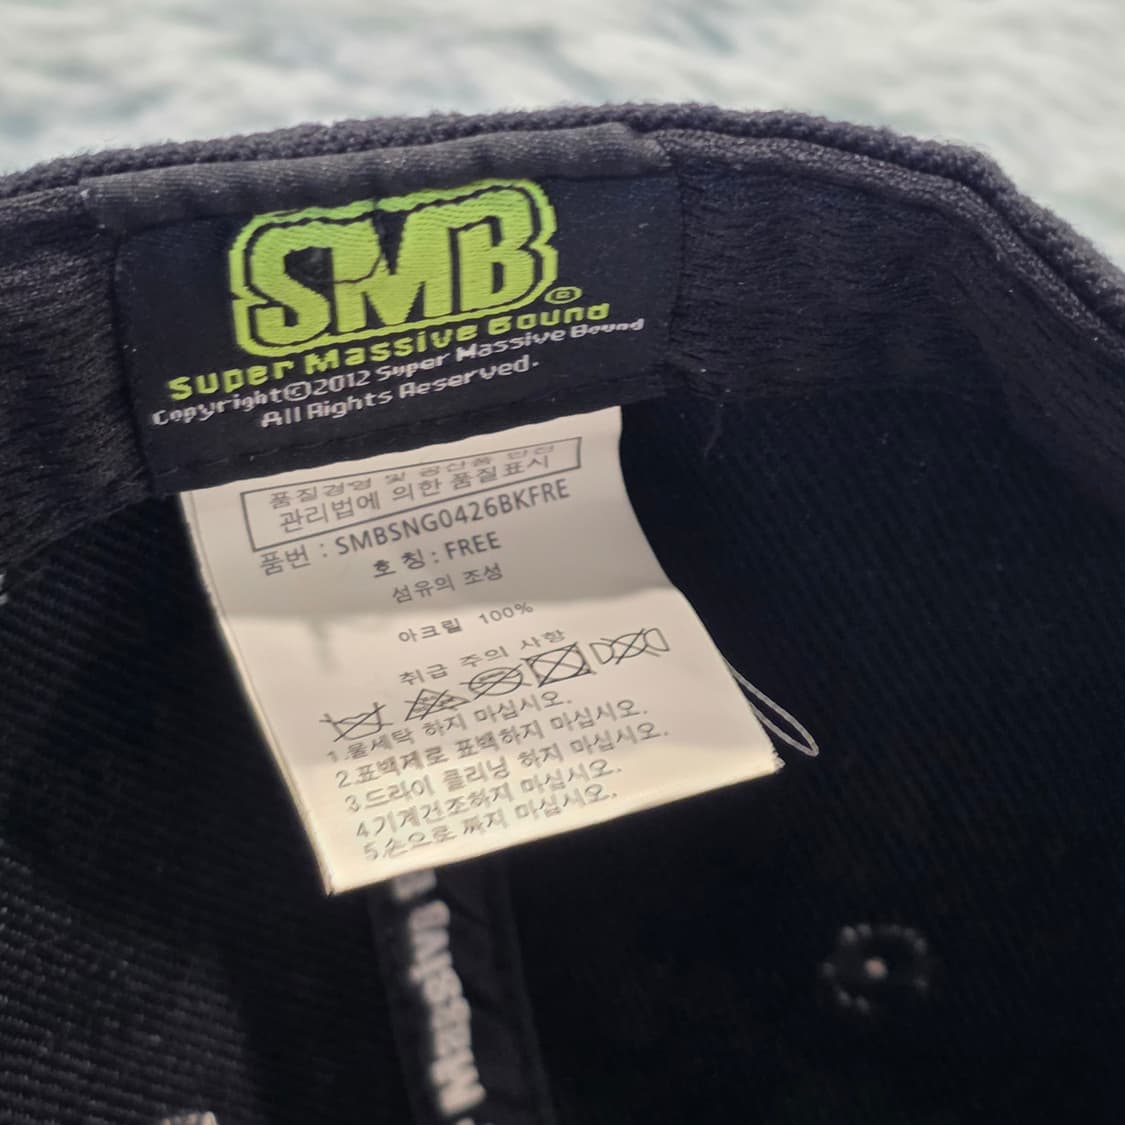 SMB
©
Super Massive Bound
Copyright©2012 Super Massive Bound
All Rights Reserved.
품질경영 및 공산품 안전
관리법에 의한 품질표시
품번 : SMBSNG0426BKFRE
호 칭 : FREE
섬유의 조성
아크릴 100%
취급 주의 사항
1.물세탁 하지 마십시오.
2.표백제로 표백하지 마십시오.
3드라이 클리닝 하지 마십시오.
4기계건조하지 마십시오.
5손으로 짜지 마십시오.
Massive